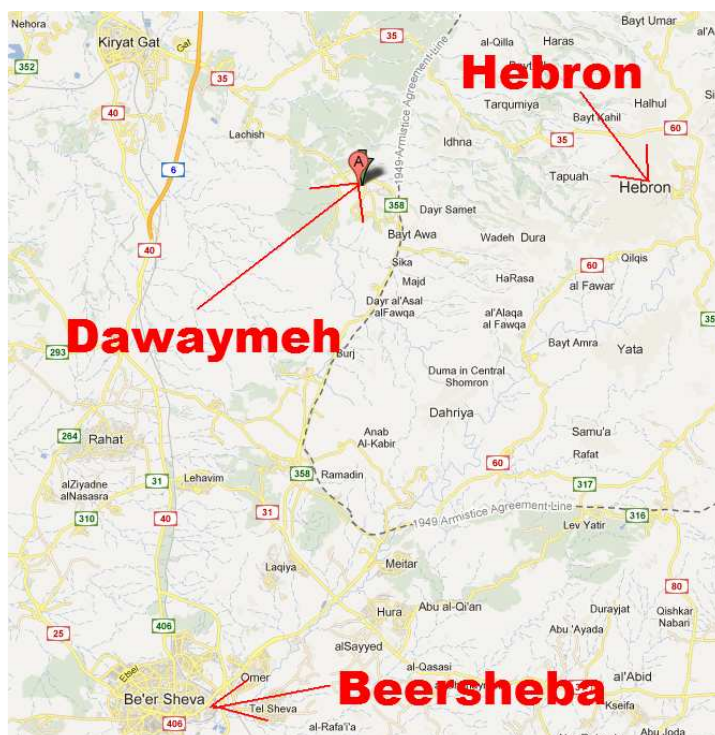 Nehora
Kiryat Gat
Gat
35
al-Qilla
Haras
Bayt Umar
352
35
Hebron
40
Lachish
1949 Armistice Agreement Line
Tarqumiya
Halhul
Bayt Kahil
60
Idhna
35
6
A
Tapuah
Hebron
358
Dayr Samet
40
Bayt Awa
Wadeh
Dura
Sika
Qilqis
60
Majd
HaRasa
al Fawar
Dayr al'Asal
alFawqa
al'Alaqa
al Fawqa
Dawaymeh
293
Burj
Bayt Amra
Yata
Duma in Central
Shomron
Dahriya
264
Rahat
Anab
Al-Kabir
Samu'a
Rafat
60
alZiyadne
alNasasra
31
Lehavim
358
Ramadin
317
310
40
31
1949 Armistice Agreement Line
316
Lev Yatir
Laqiya
Meitar
80
Hura
Abu al-Qi'an
Durayjat
Qishkar
Nabari
25
406
Abu 'Ayada
alSayyed
Eshel
Omer
al-Qasasi
al'Abid
Be'er Sheva
Beersheba
Tel Sheva
Kseifa
406
al-Rafa'i'a
Abu Joda